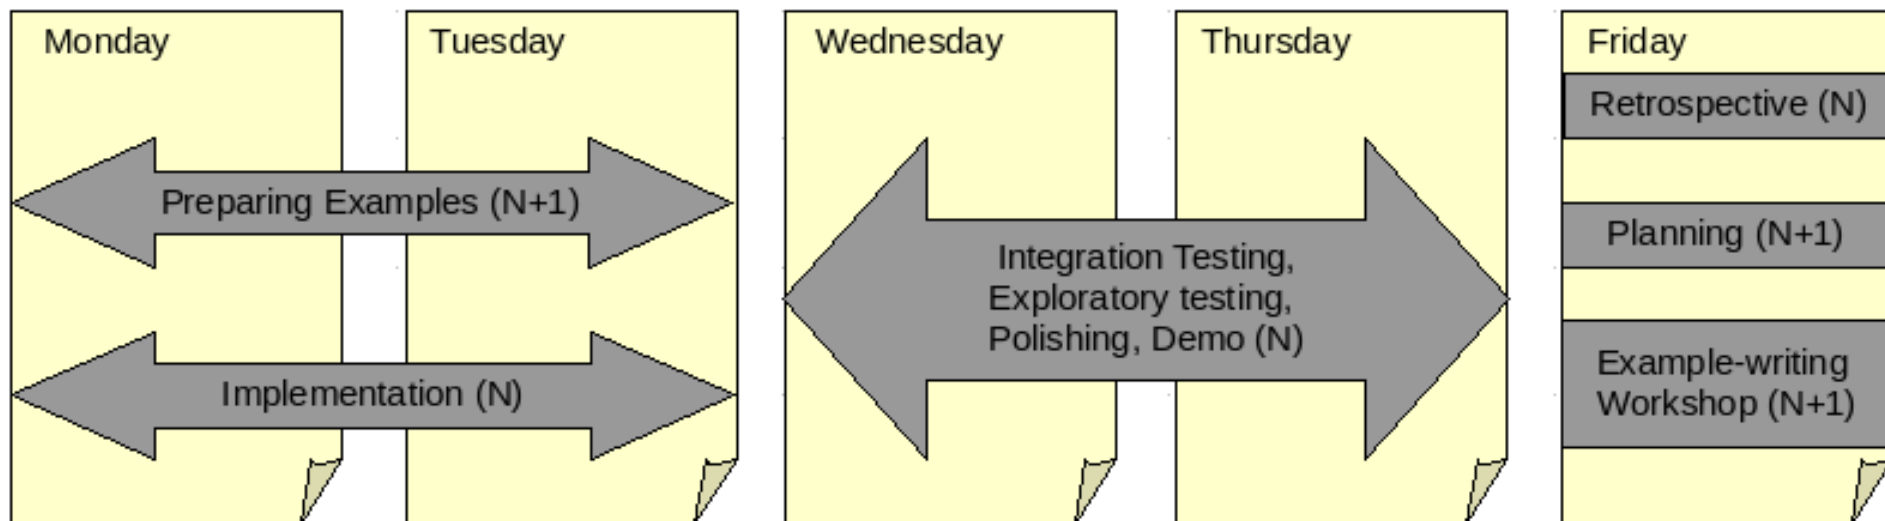 Monday
Tuesday
Wednesday
Thursday
Friday
Preparing Examples (N+1)
Implementation (N)
Integration Testing,
Exploratory testing,
Polishing, Demo (N)
Retrospective (N)
Planning (N+1)
Example-writing
Workshop (N+1)